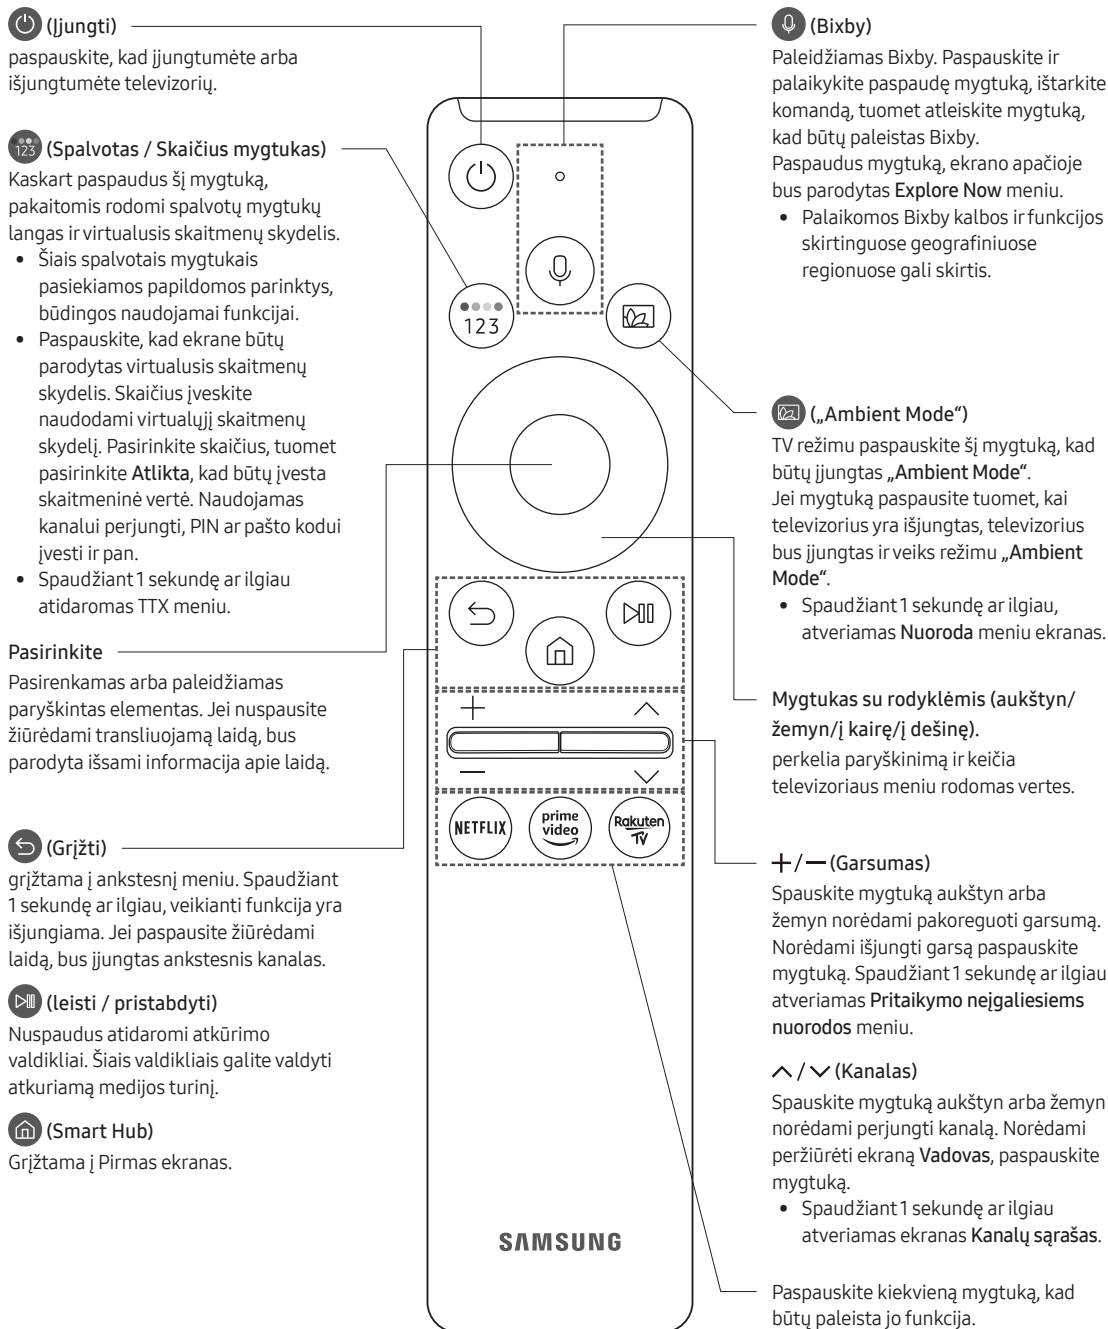 (Įjungti)
paspauskite, kad įjungtumėte arba
išjungtumėte televizorių.
123 (Spalvotas / Skaičius mygtukas)
Kaskart paspaudus šį mygtuką,
pakaitomis rodomi spalvotų mygtukų
langas ir virtualusis skaitmenų skydelis.
• Šiais spalvotais mygtukais
pasiekiamos papildomos parinktys,
būdingos naudojamai funkcijai.
• Paspauskite, kad ekrane būtų
parodytas virtualusis skaitmenų
skydelis. Skaičius įveskite
naudodami virtualųjį skaitmenų
skydelį. Pasirinkite skaičius, tuomet
pasirinkite Atlikta, kad būtų įvesta
skaitmeninė vertė. Naudojamas
kanalui perjungti, PIN ar pašto kodui
įvesti ir pan.
• Spaudžiant 1 sekundę ar ilgiau
atidaromas TTX meniu.
Pasirinkite
Pasirenkamas arba paleidžiamas
paryškintas elementas. Jei nuspausite
žiūrėdami transliuojamą laidą, bus
parodyta išsami informacija apie laidą.
(Grįžti)
grįžtama į ankstesnį meniu. Spaudžiant
1 sekundę ar ilgiau, veikianti funkcija yra
išjungiama. Jei paspausite žiūrėdami
laidą, bus įjungtas ankstesnis kanalas.
(leisti / pristabdyti)
Nuspaudus atidaromi atkūrimo
valdikliai. Šiais valdikliais galite valdyti
atkuriamą medijos turinį.
(Smart Hub)
Grįžtama į Pirmas ekranas.
123
+
−
NETFLIX
prime
video
Rakuten
TV
SAMSUNG
(Bixby)
Paleidžiamas Bixby. Paspauskite ir
palaikykite paspaudę mygtuką, ištarkite
komandą, tuomet atleiskite mygtuką,
kad būtų paleistas Bixby.
Paspaudus mygtuką, ekrano apačioje
bus parodytas Explore Now meniu.
• Palaikomos Bixby kalbos ir funkcijos
skirtinguose geografiniuose
regionuose gali skirtis.
(„Ambient Mode“)
TV režimu paspauskite šį mygtuką, kad
būtų įjungtas „Ambient Mode“.
Jei mygtuką paspausite tuomet, kai
televizorius yra išjungtas, televizorius
bus įjungtas ir veiks režimu „Ambient
Mode“.
• Spaudžiant 1 sekundę ar ilgiau,
atveriamas Nuoroda meniu ekranas.
Mygtukas su rodyklėmis (aukštyn/
žemyn/į kairę/į dešinę).
perkelia paryškinimą ir keičia
televizoriaus meniu rodomas vertes.
+/− (Garsumas)
Spauskite mygtuką aukštyn arba
žemyn norėdami pakoreguoti garsumą.
Norėdami išjungti garsą paspauskite
mygtuką. Spaudžiant 1 sekundę ar ilgiau
atveriamas Pritaikymo neįgaliesiems
nuorodos meniu.
/ (Kanalas)
Spauskite mygtuką aukštyn arba žemyn
norėdami perjungti kanalą. Norėdami
peržiūrėti ekraną Vadovas, paspauskite
mygtuką.
• Spaudžiant 1 sekundę ar ilgiau
atveriamas ekranas Kanalų sąrašas.
Paspauskite kiekvieną mygtuką, kad
būtų paleista jo funkcija.